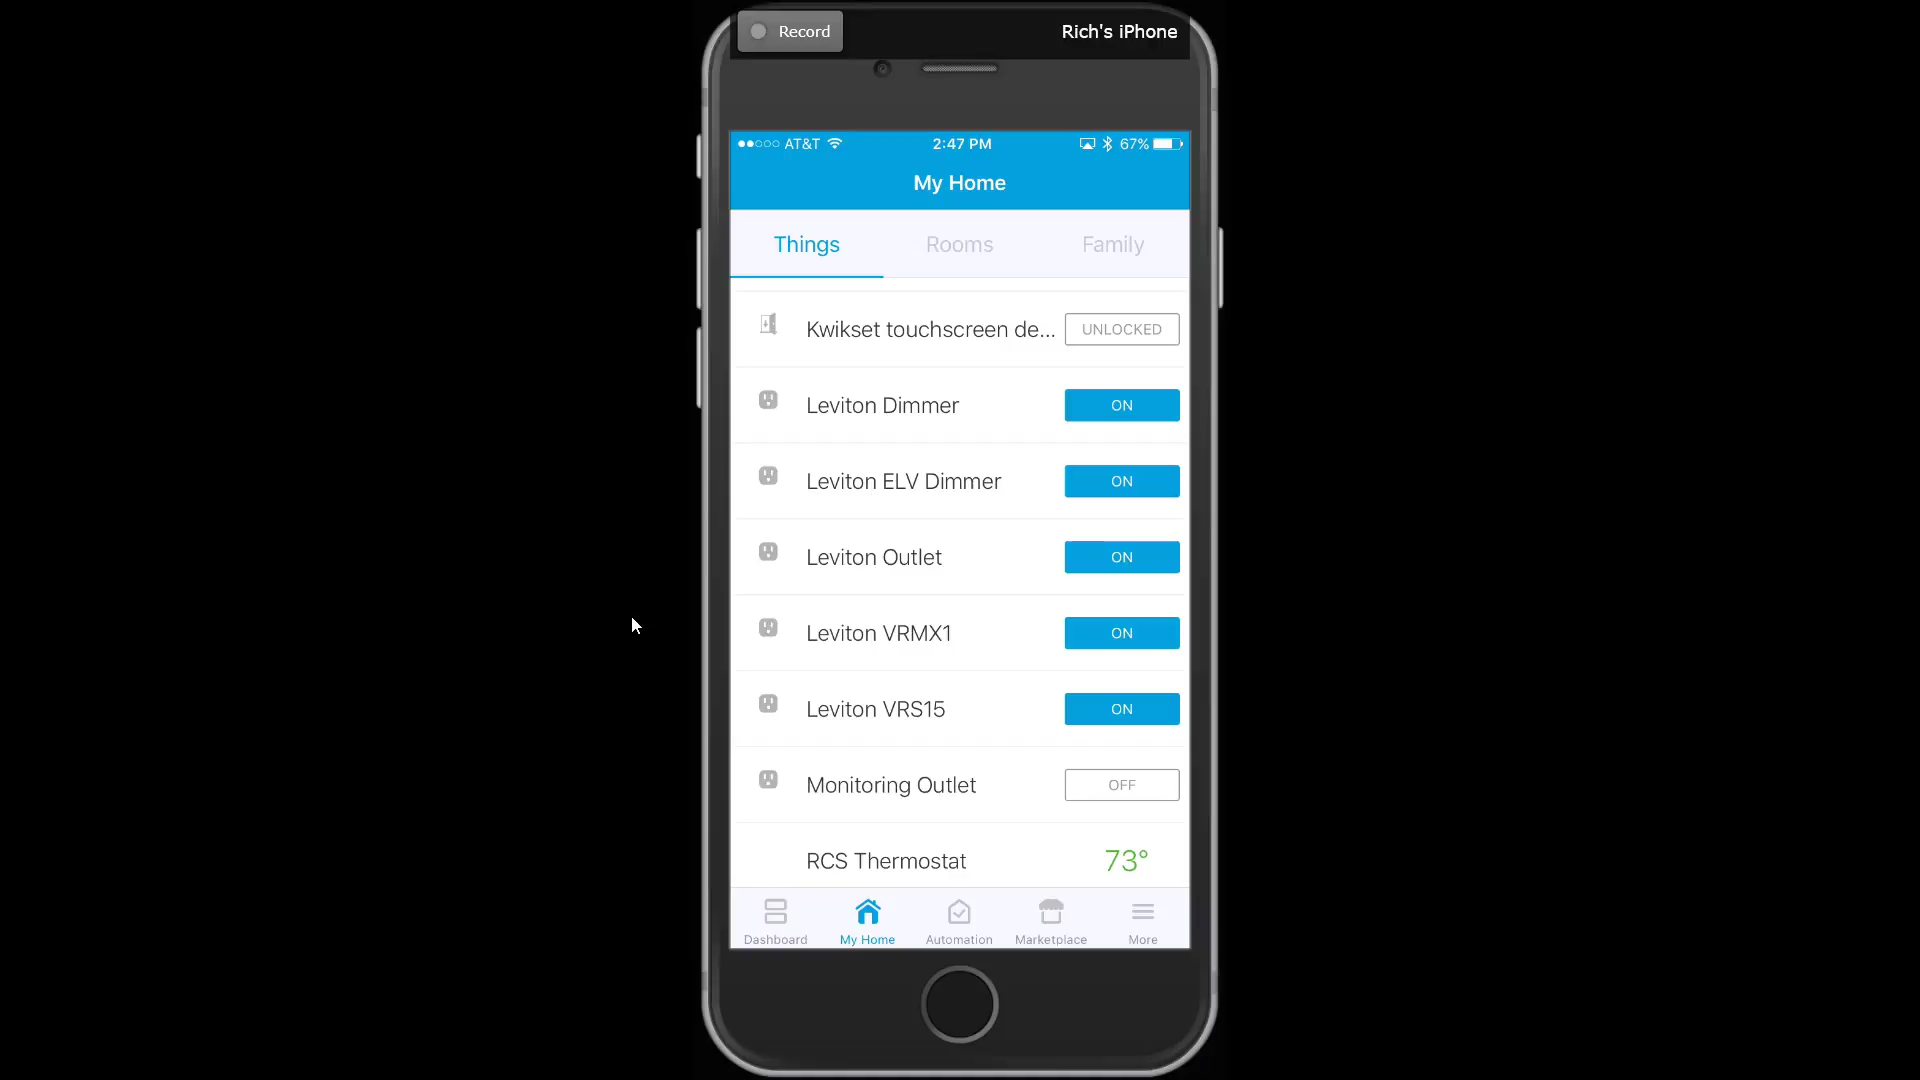 Record
Rich's iPhone
AT&T 2:47 PM 67%
My Home
Things Rooms Family
Kwikset touchscreen de... UNLOCKED
Leviton Dimmer ON
Leviton ELV Dimmer ON
Leviton Outlet ON
Leviton VRMX1 ON
Leviton VRS15 ON
Monitoring Outlet OFF
RCS Thermostat 73°
Dashboard My Home Automation Marketplace More